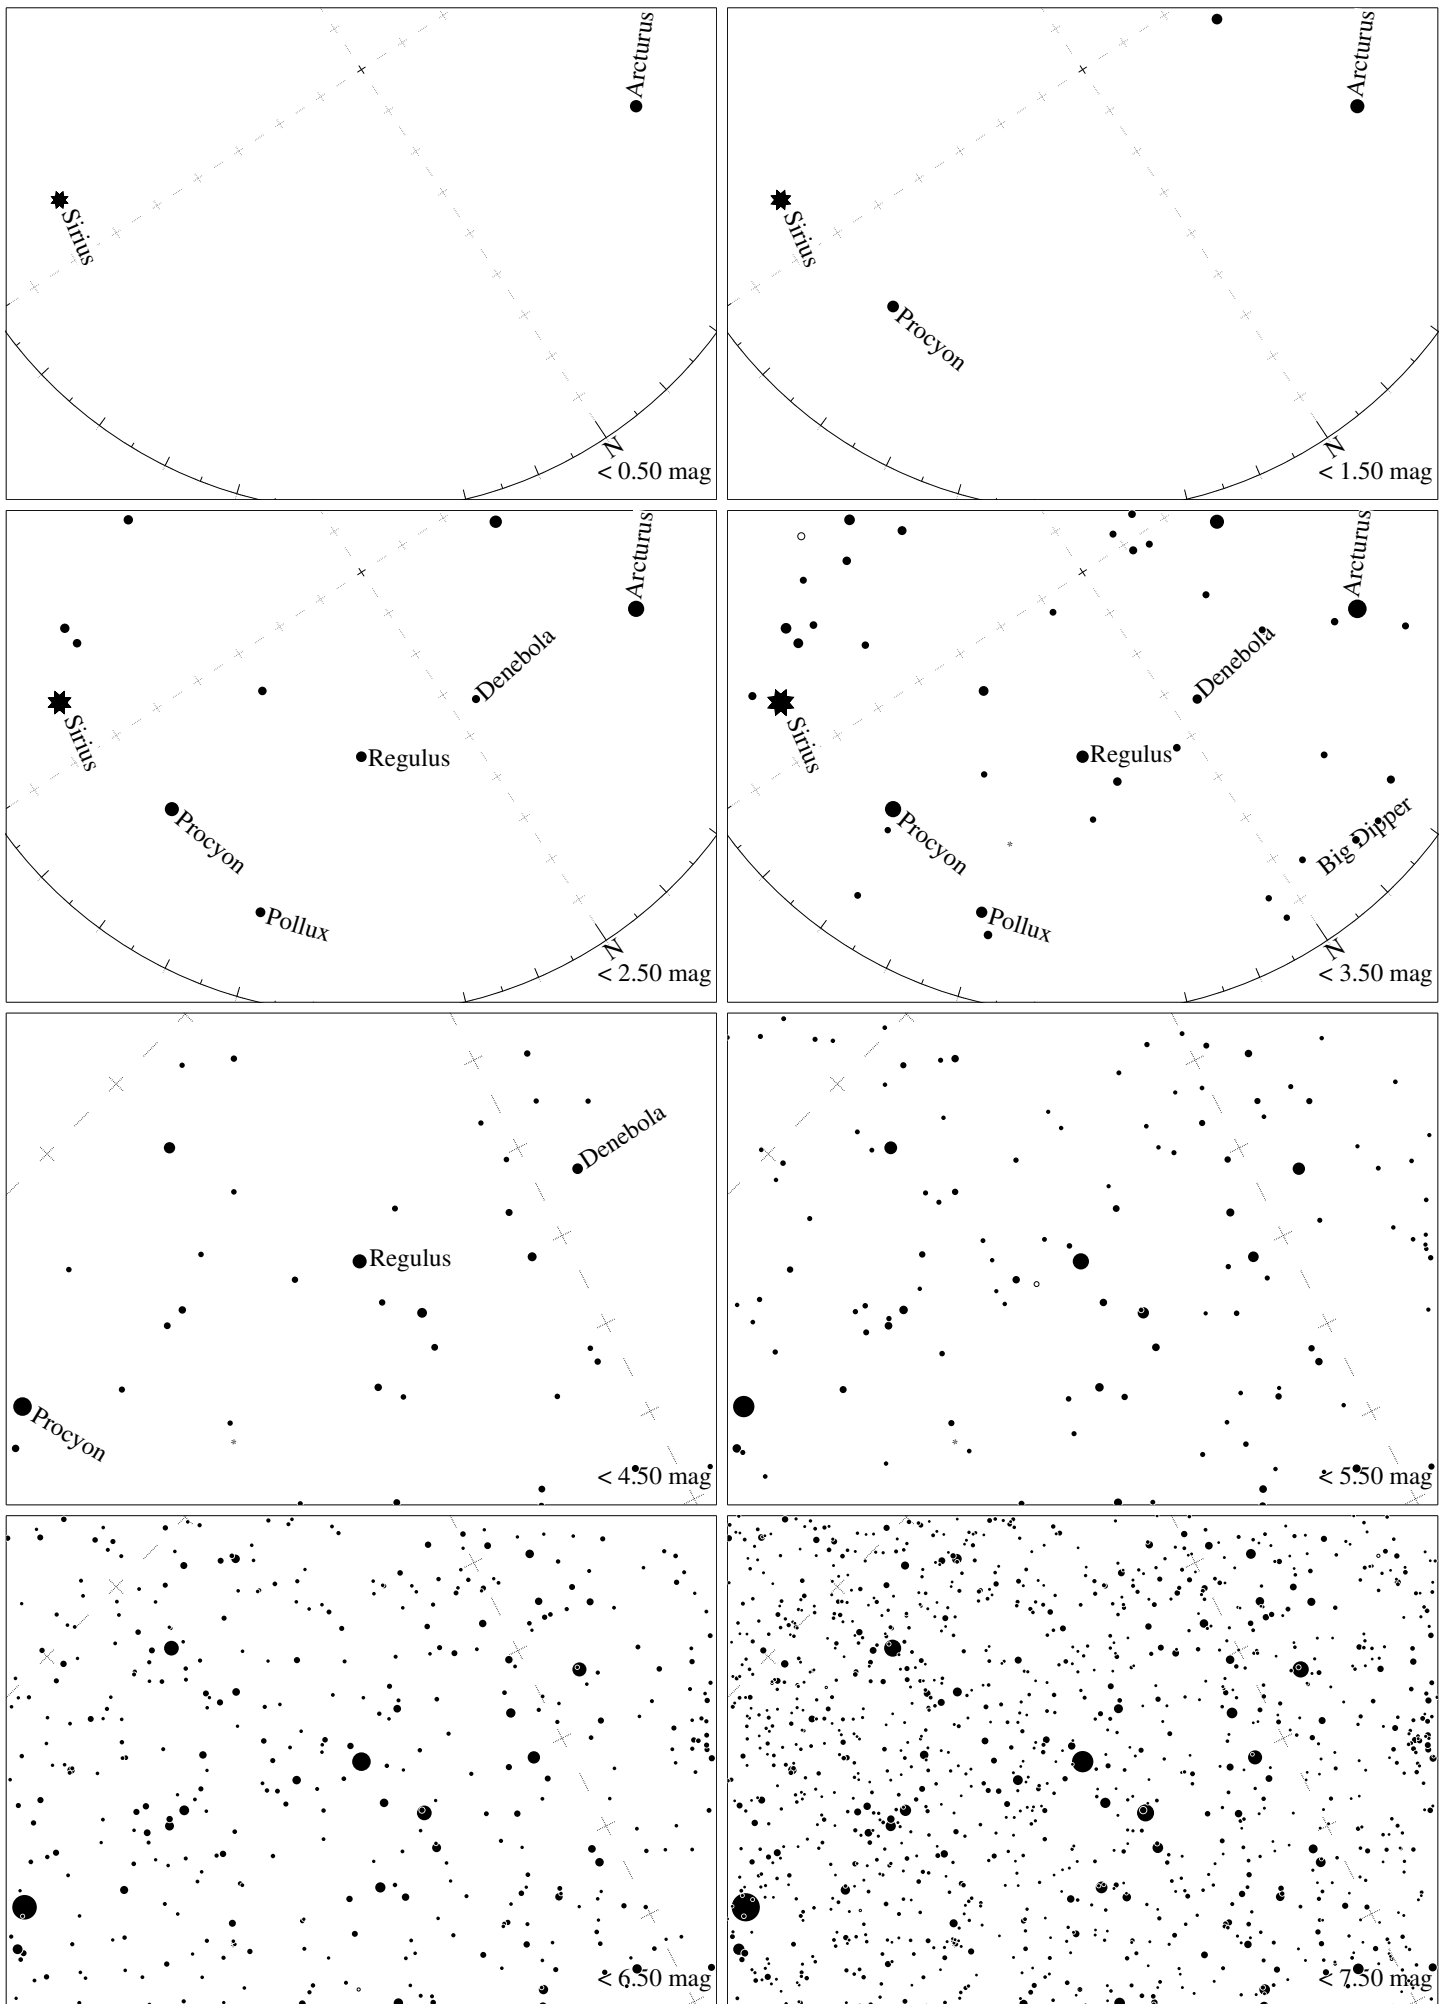 Arcturus
Sirius
N
< 0.50 mag
Arcturus
Sirius
Procyon
N
< 1.50 mag
Arcturus
Denebola
Sirius
Regulus
Procyon
Pollux
N
< 2.50 mag
Arcturus
Denebola
Sirius
Regulus
Procyon
Big Dipper
Pollux
N
< 3.50 mag
Denebola
Regulus
Procyon
< 4.50 mag
< 5.50 mag
< 6.50 mag
< 7.50 mag